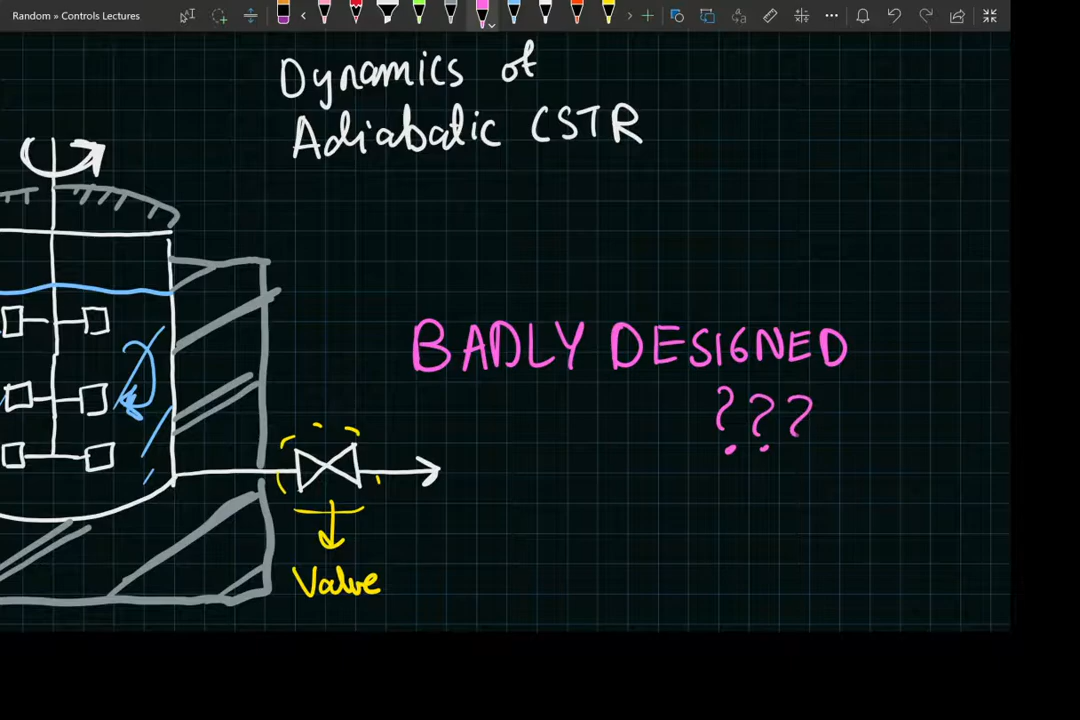 Random » Controls Lectures
Dynamics of
Adiabatic CSTR
BADLY DESIGNED
???
Valve